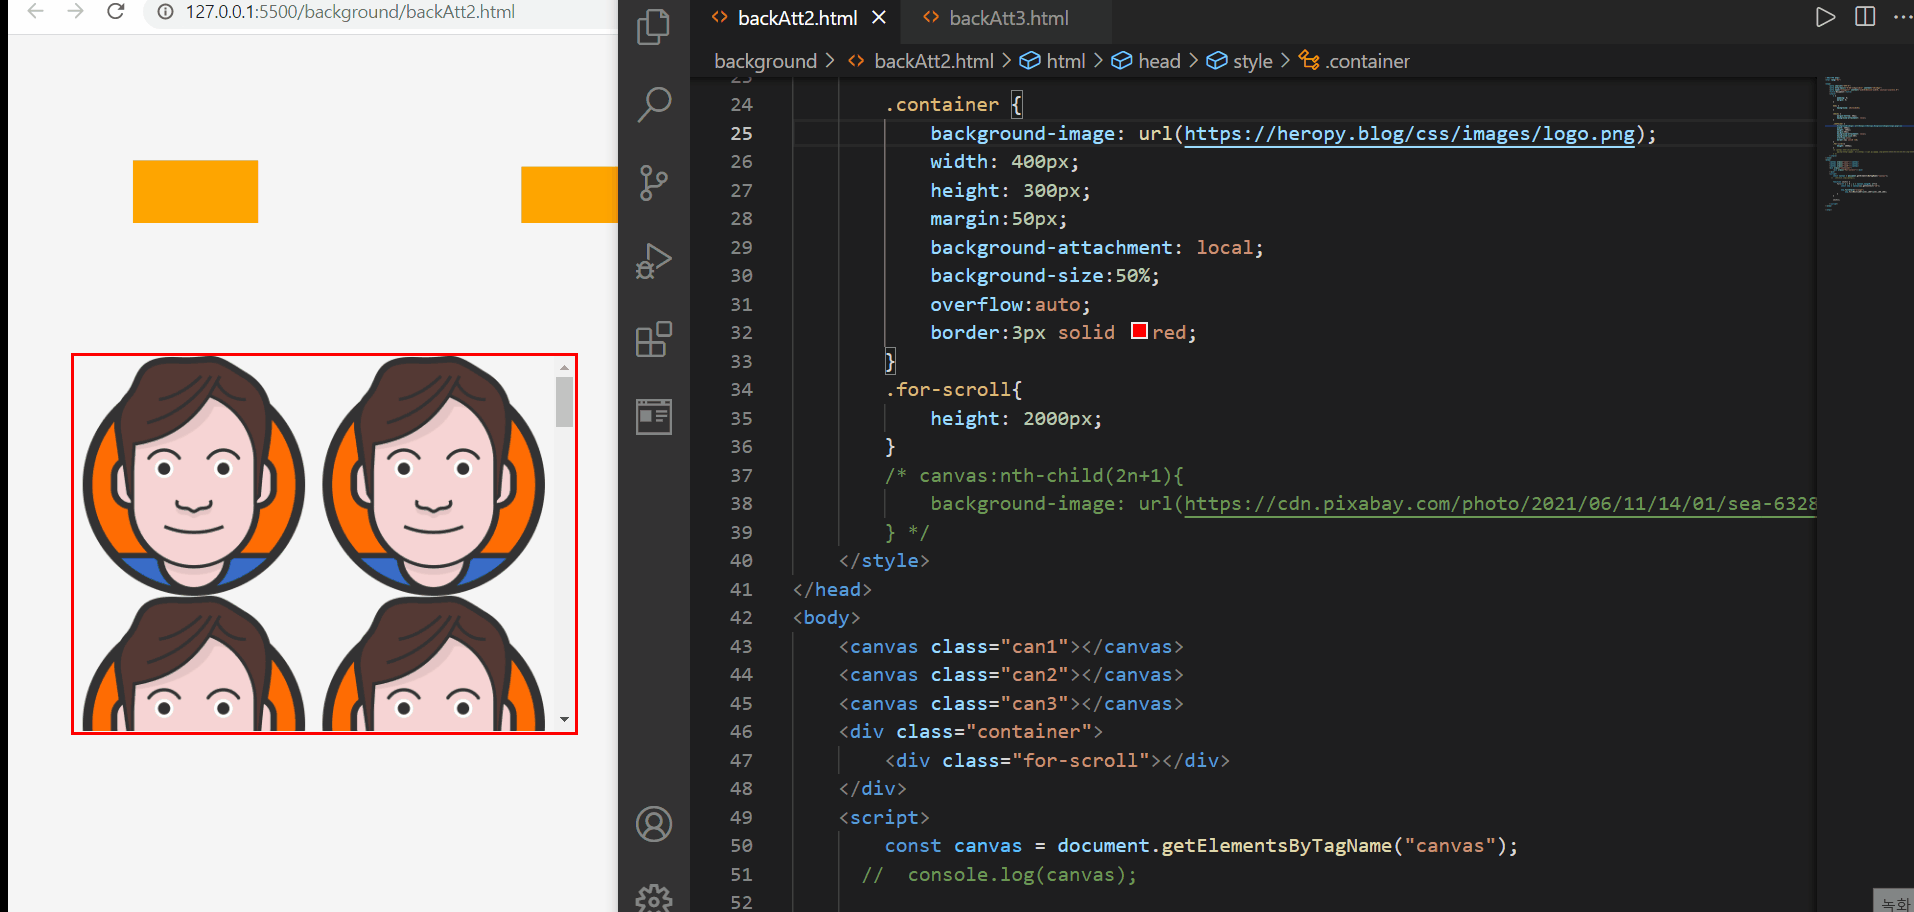 127.0.0.1:5500/background/backAtt2.html
backAtt2.html
backAtt3.html
background > backAtt2.html > html > head > style > .container
23
24 .container {
25 background-image: url(https://heropy.blog/css/images/logo.png);
26 width: 400px;
27 height: 300px;
28 margin:50px;
29 background-attachment: local;
30 background-size:50%;
31 overflow:auto;
32 border:3px solid red;
33 }
34 .for-scroll{
35 height: 2000px;
36 }
37 /* canvas:nth-child(2n+1){
38 background-image: url(https://cdn.pixabay.com/photo/2021/06/11/14/01/sea-6328
39 } */
40 </style>
41 </head>
42 <body>
43 <canvas class="can1"></canvas>
44 <canvas class="can2"></canvas>
45 <canvas class="can3"></canvas>
46 <div class="container">
47 <div class="for-scroll"></div>
48 </div>
49 <script>
50 const canvas = document.getElementsByTagName("canvas");
51 // console.log(canvas);
52
녹화